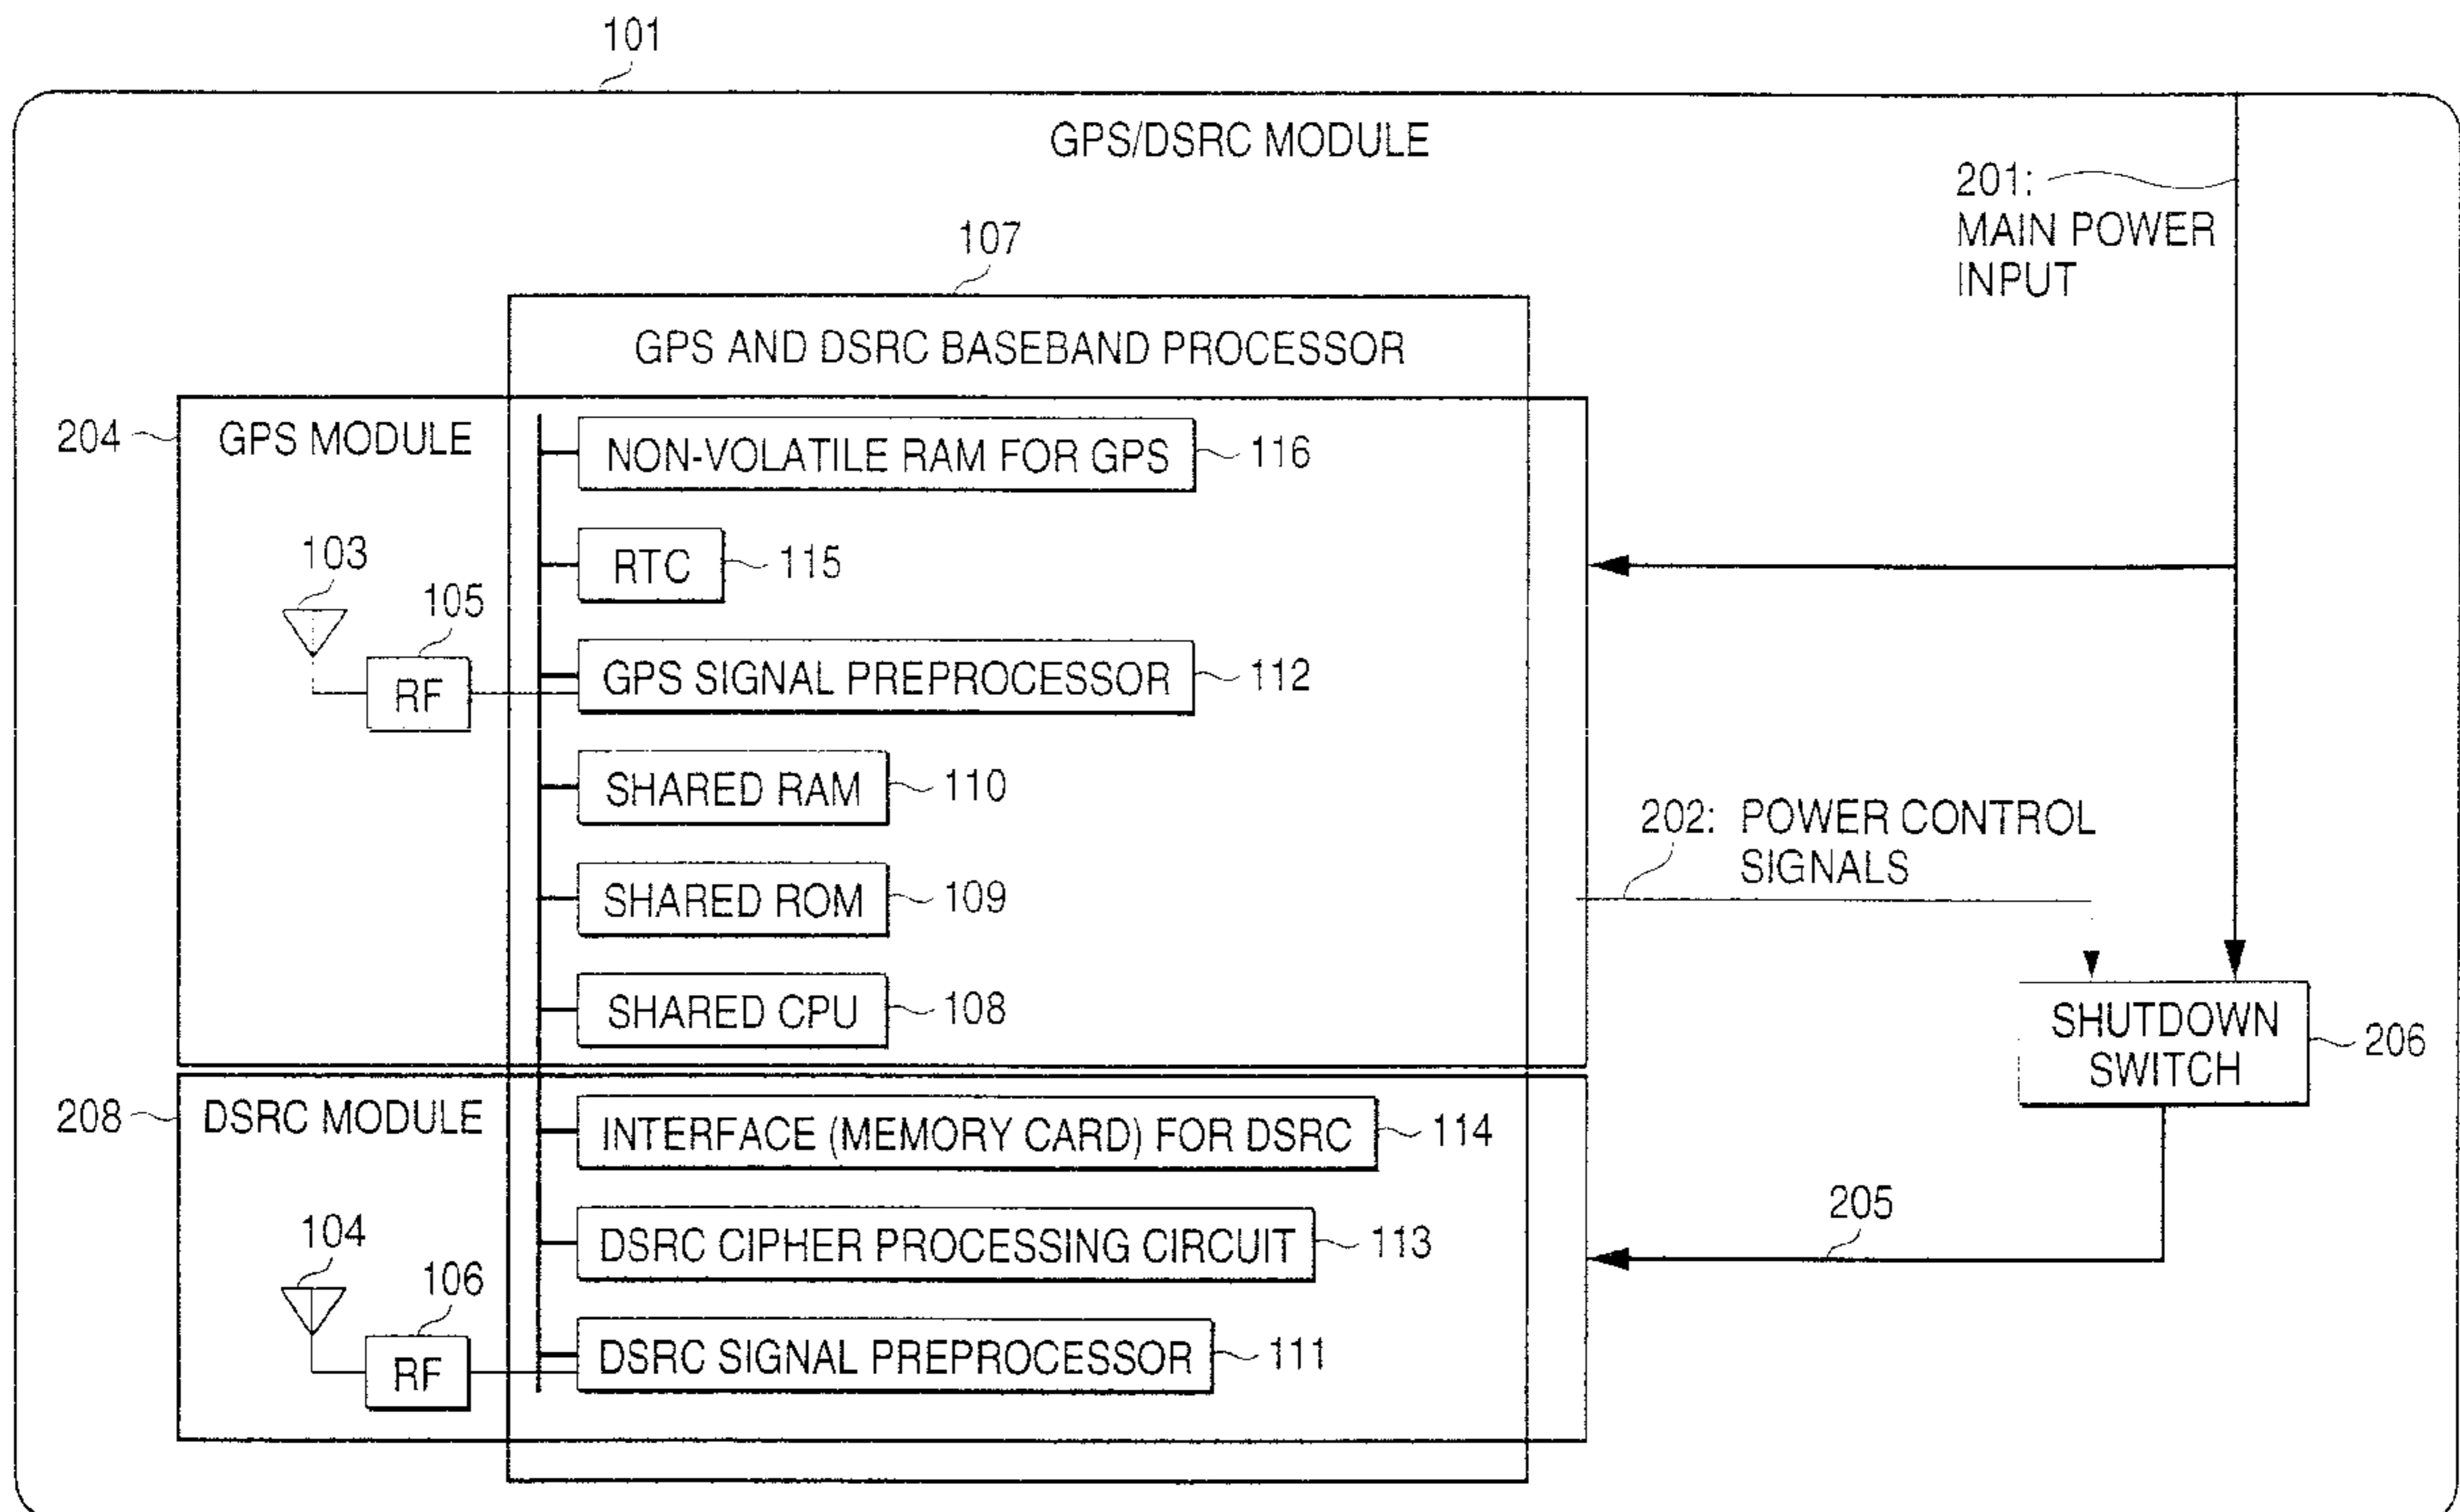 101
GPS/DSRC MODULE
201:
MAIN POWER
INPUT
107
GPS AND DSRC BASEBAND PROCESSOR
204
GPS MODULE
NON-VOLATILE RAM FOR GPS
116
103
RTC
115
105
RF
GPS SIGNAL PREPROCESSOR
112
SHARED RAM
110
202: POWER CONTROL
SIGNALS
SHARED ROM
109
SHARED CPU
108
SHUTDOWN
SWITCH
206
208
DSRC MODULE
INTERFACE (MEMORY CARD) FOR DSRC
114
205
104
DSRC CIPHER PROCESSING CIRCUIT
113
106
RF
DSRC SIGNAL PREPROCESSOR
111